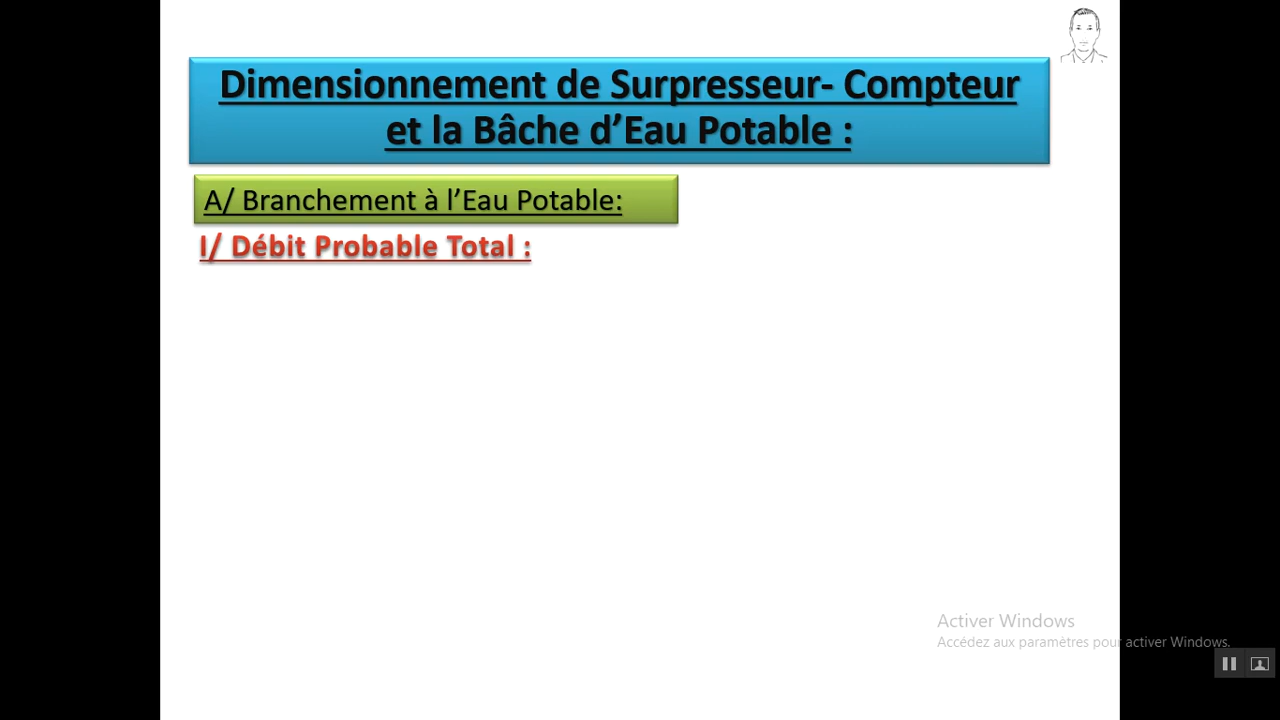 Dimensionnement de Surpresseur- Compteur
et la Bâche d’Eau Potable :
A/ Branchement à l’Eau Potable:
I/ Débit Probable Total :
Activer Windows
Accédez aux paramètres pour activer Windows.